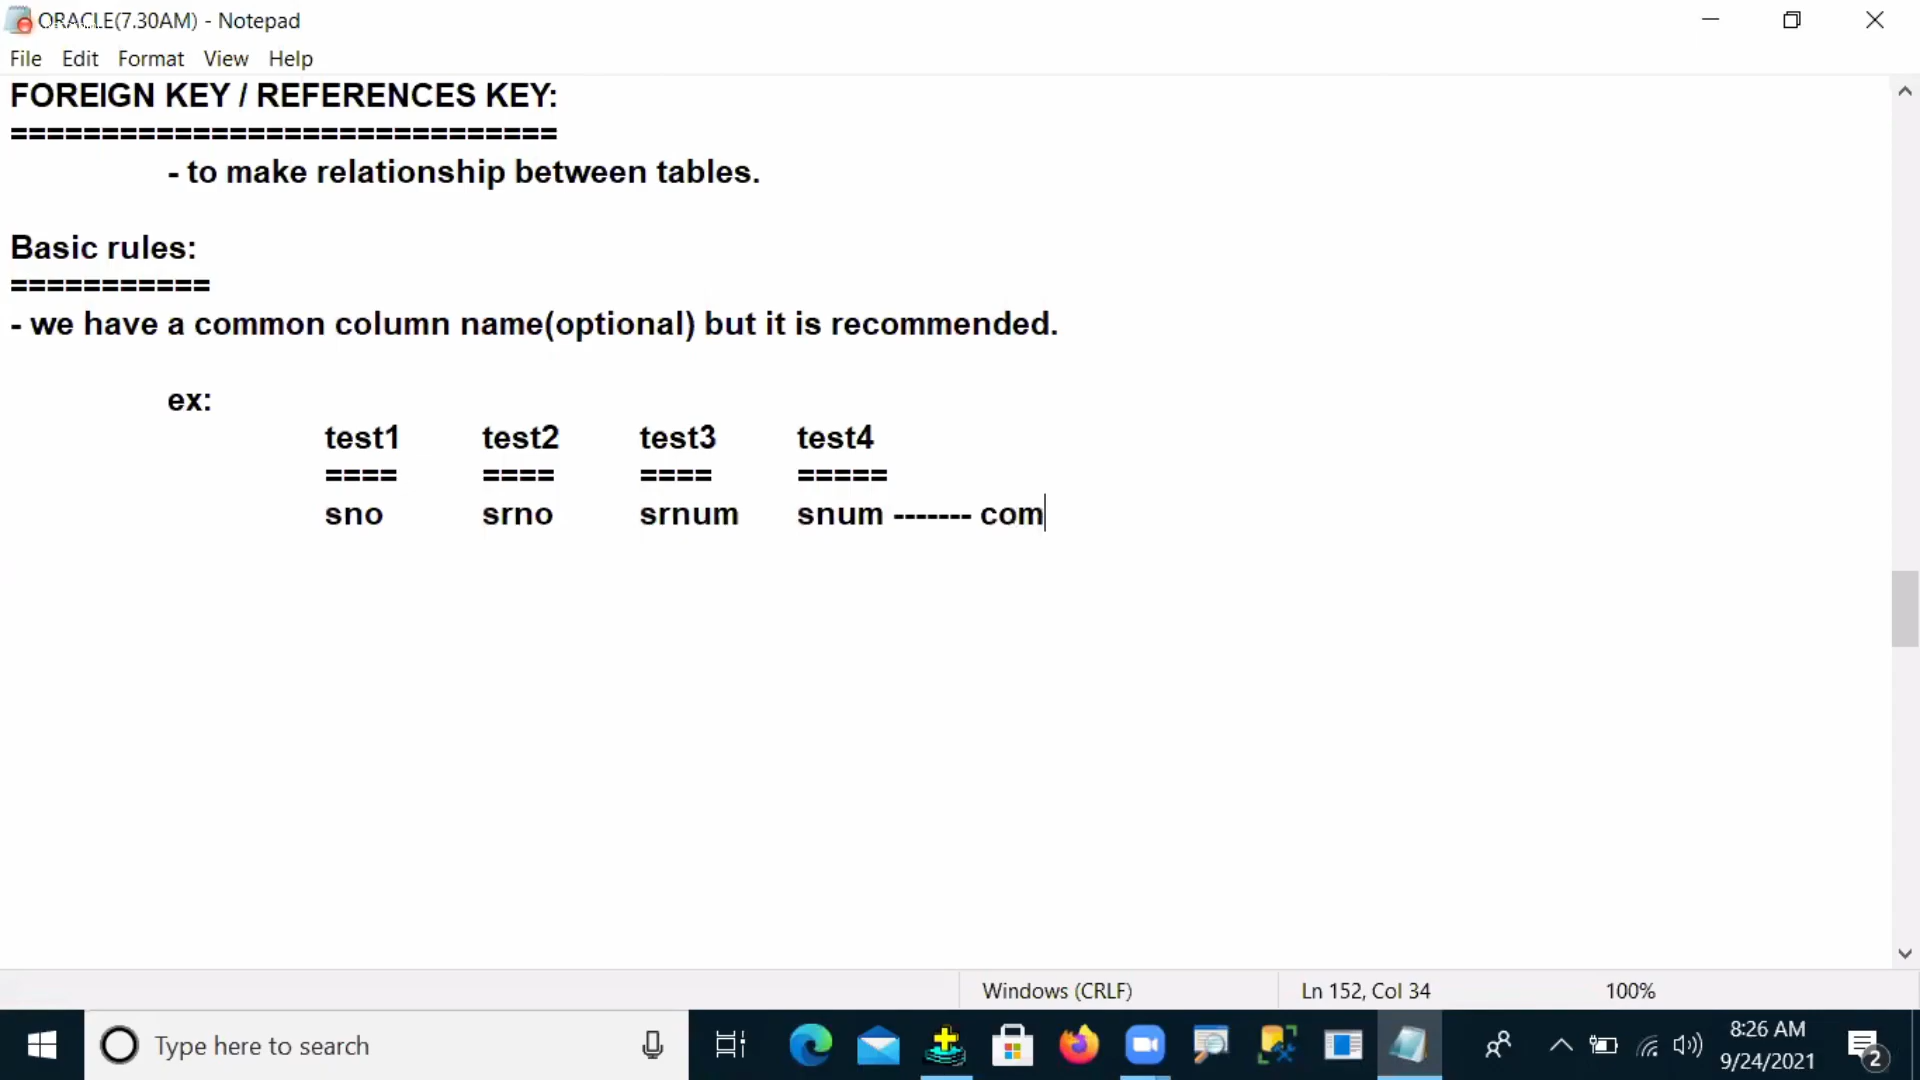 ORACLE(7.30AM) - Notepad
File Edit Format View Help
FOREIGN KEY / REFERENCES KEY:
==============================
- to make relationship between tables.
Basic rules:
===========
- we have a common column name(optional) but it is recommended.
ex:
test1 test2 test3 test4
==== ==== ==== =====
sno srno srnum snum ------- com
Windows (CRLF) Ln 152, Col 34 100%
Type here to search
8:26 AM
9/24/2021
2